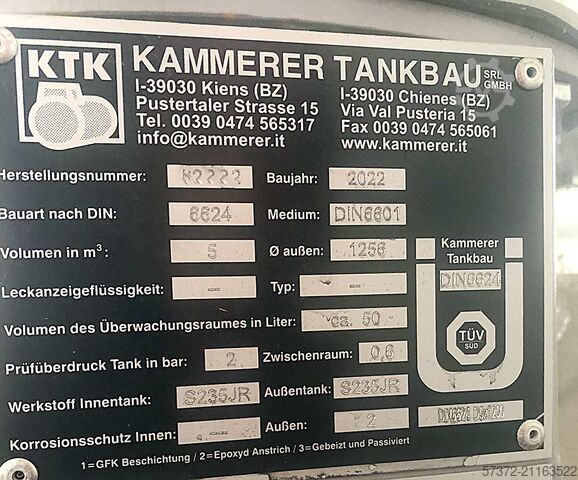 KTK KAMMERER TANKBAU SRL GMBH
I-39030 Kiens (BZ) I-39030 Chienes (BZ)
Pustertaler Strasse 15 Via Val Pusteria 15
Tel. 0039 0474 565317 Fax 0039 0474 565061
info@kammerer.it www.kammerer.it
Herstellungsnummer: Baujahr: 2022
Bauart nach DIN: 6624 Medium: DIN6601
Volumen in m³: 5 Ø außen: 1256
Kammerer Tankbau
DIN6624
Leckanzeigeflüssigkeit: -- Typ: --
Volumen des Überwachungsraumes in Liter: ca. 50
TÜV SÜD
Prüfüberdruck Tank in bar: 2 Zwischenraum: 0,6
Werkstoff Innentank: S235JR Außentank: S235JR
Korrosionsschutz Innen: -- Außen: 2 DIN6624
1=GFK Beschichtung / 2=Epoxyd Anstrich / 3=Gebeizt und Passiviert
57372-21163522